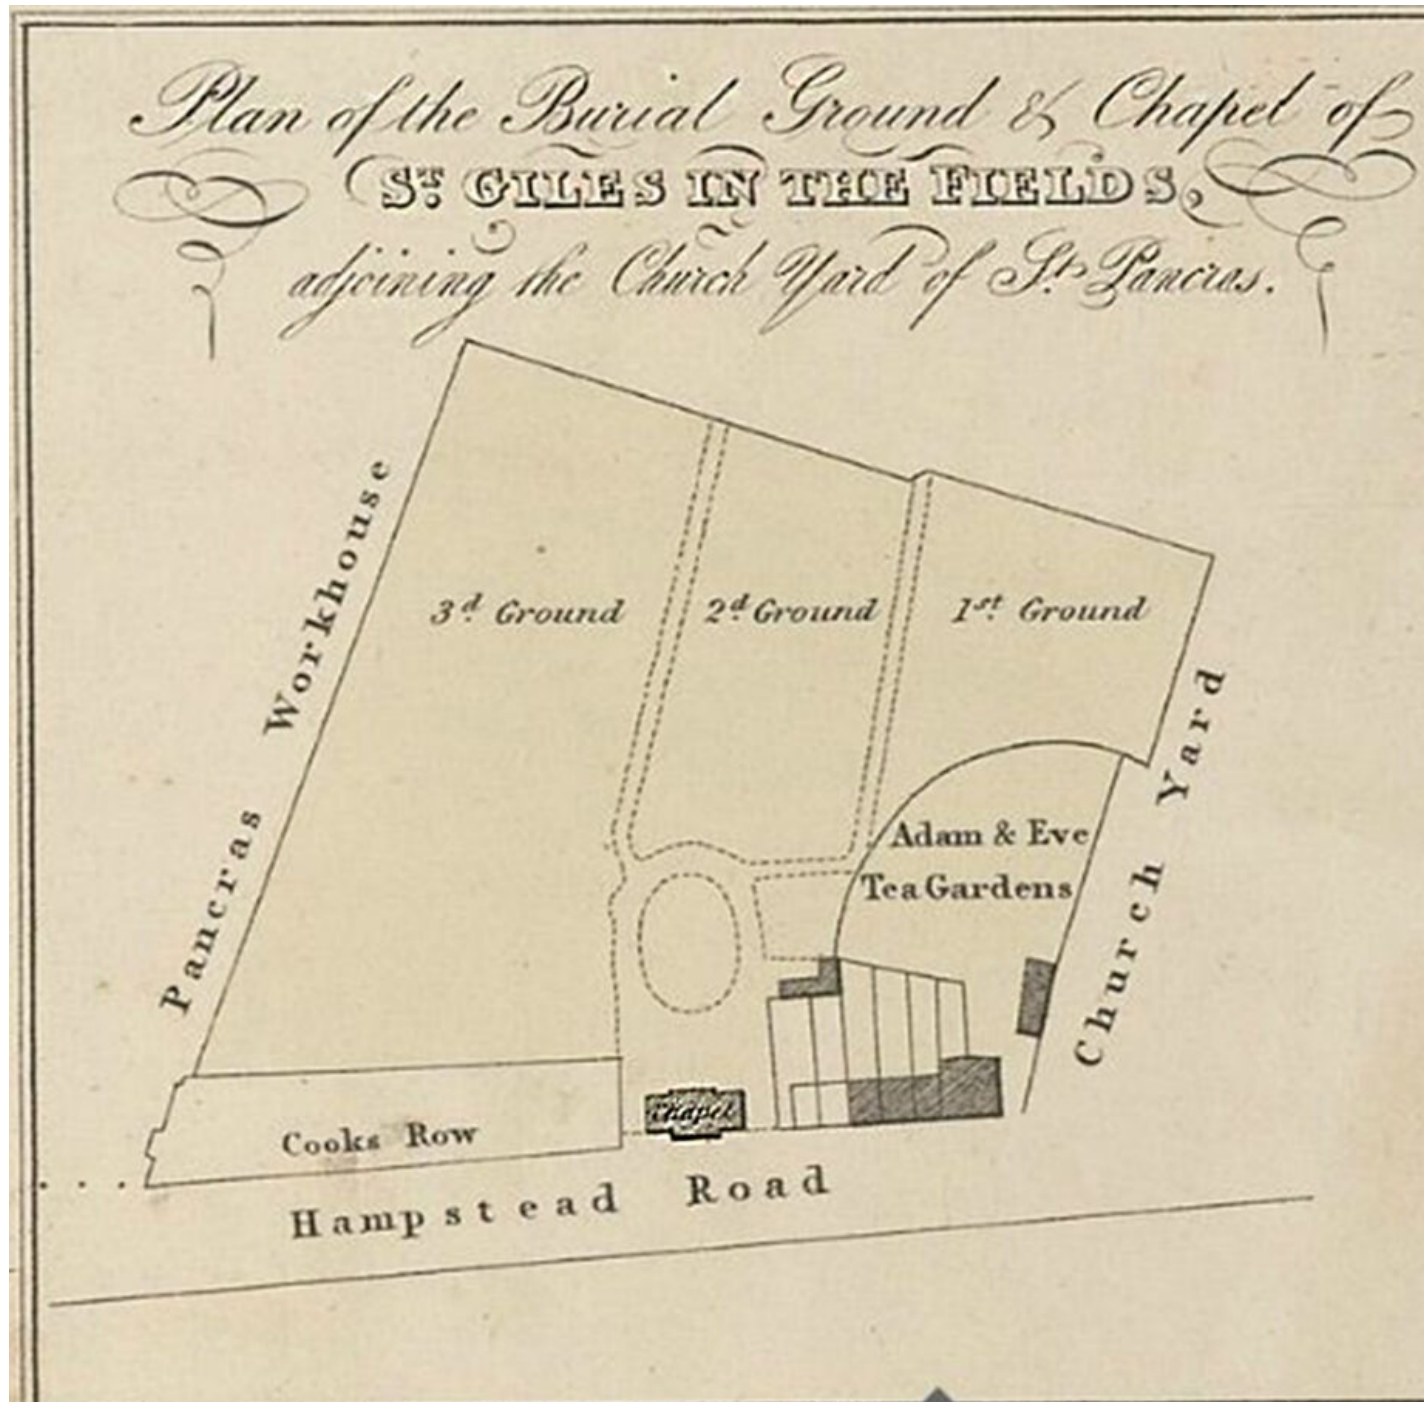 Plan of the Burial Ground & Chapel of
ST. GILES IN THE FIELDS,
adjoining the Church Yard of St. Pancras.
Pancras Workhouse
3d. Ground
2d. Ground
1st. Ground
Adam & Eve
Tea Gardens
Church Yard
Chapel
Cooks Row
Hampstead Road